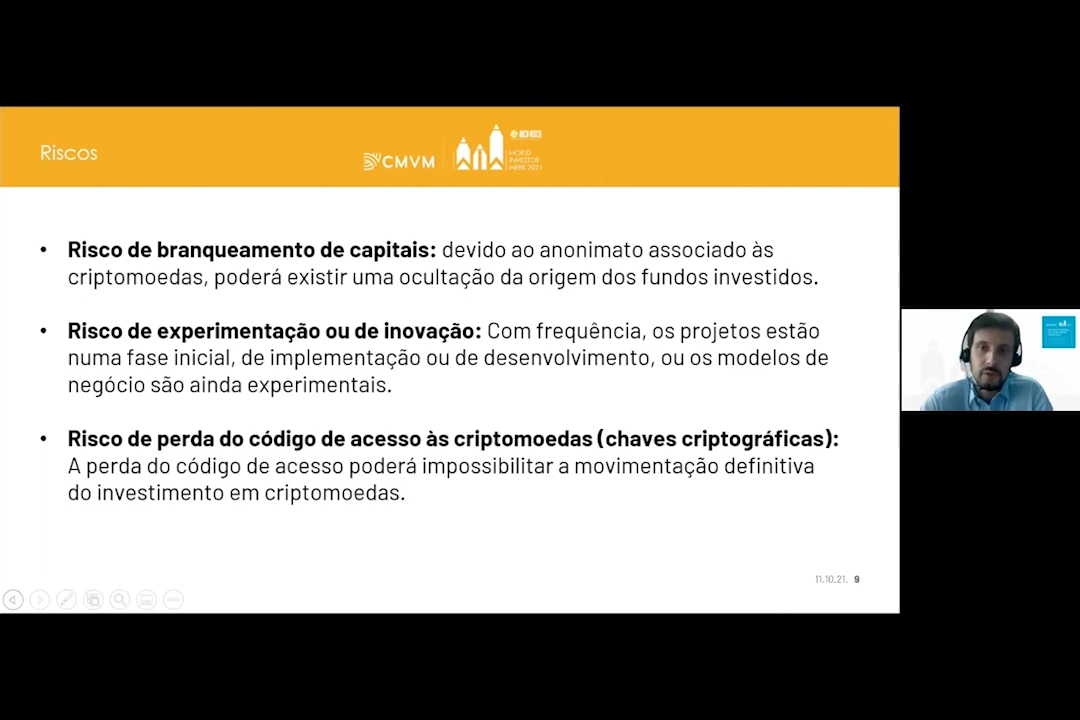 Riscos
CMVM
WORLD
INVESTOR
WEEK 2021
• Risco de branqueamento de capitais: devido ao anonimato associado às
criptomoedas, poderá existir uma ocultação da origem dos fundos investidos.
• Risco de experimentação ou de inovação: Com frequência, os projetos estão
numa fase inicial, de implementação ou de desenvolvimento, ou os modelos de
negócio são ainda experimentais.
• Risco de perda do código de acesso às criptomoedas (chaves criptográficas):
A perda do código de acesso poderá impossibilitar a movimentação definitiva
do investimento em criptomoedas.
11.10.21. 9